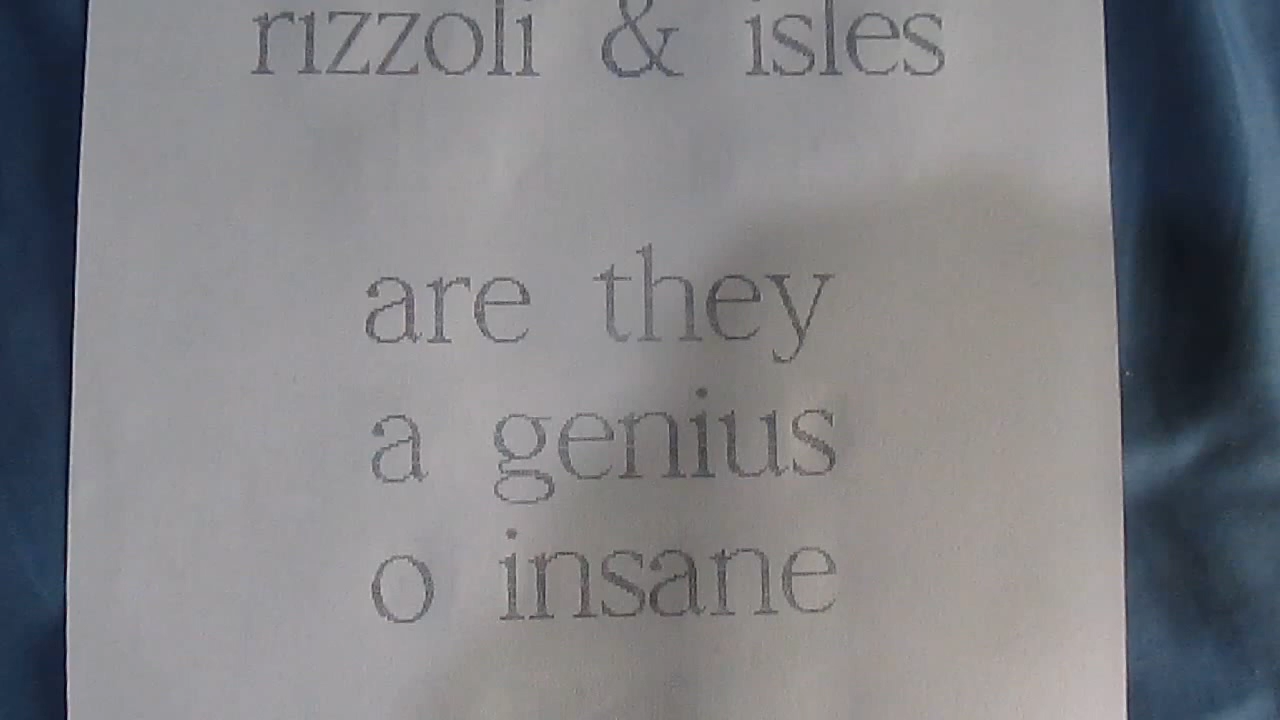 rizzoli & isles
are they
a genius
o insane